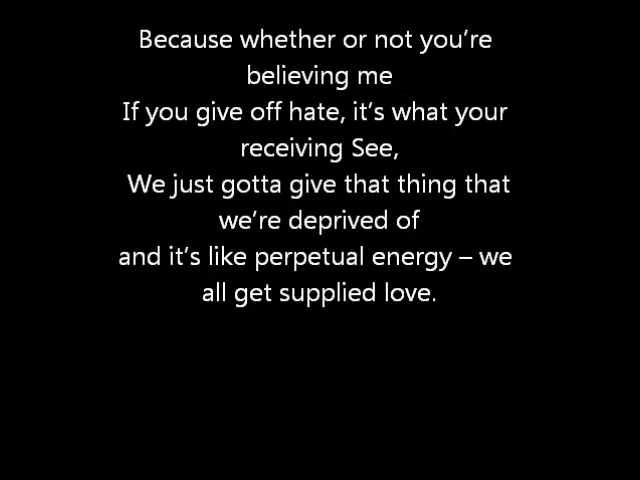 Because whether or not you’re
believing me
If you give off hate, it’s what your
receiving See,
We just gotta give that thing that
we’re deprived of
and it’s like perpetual energy – we
all get supplied love.